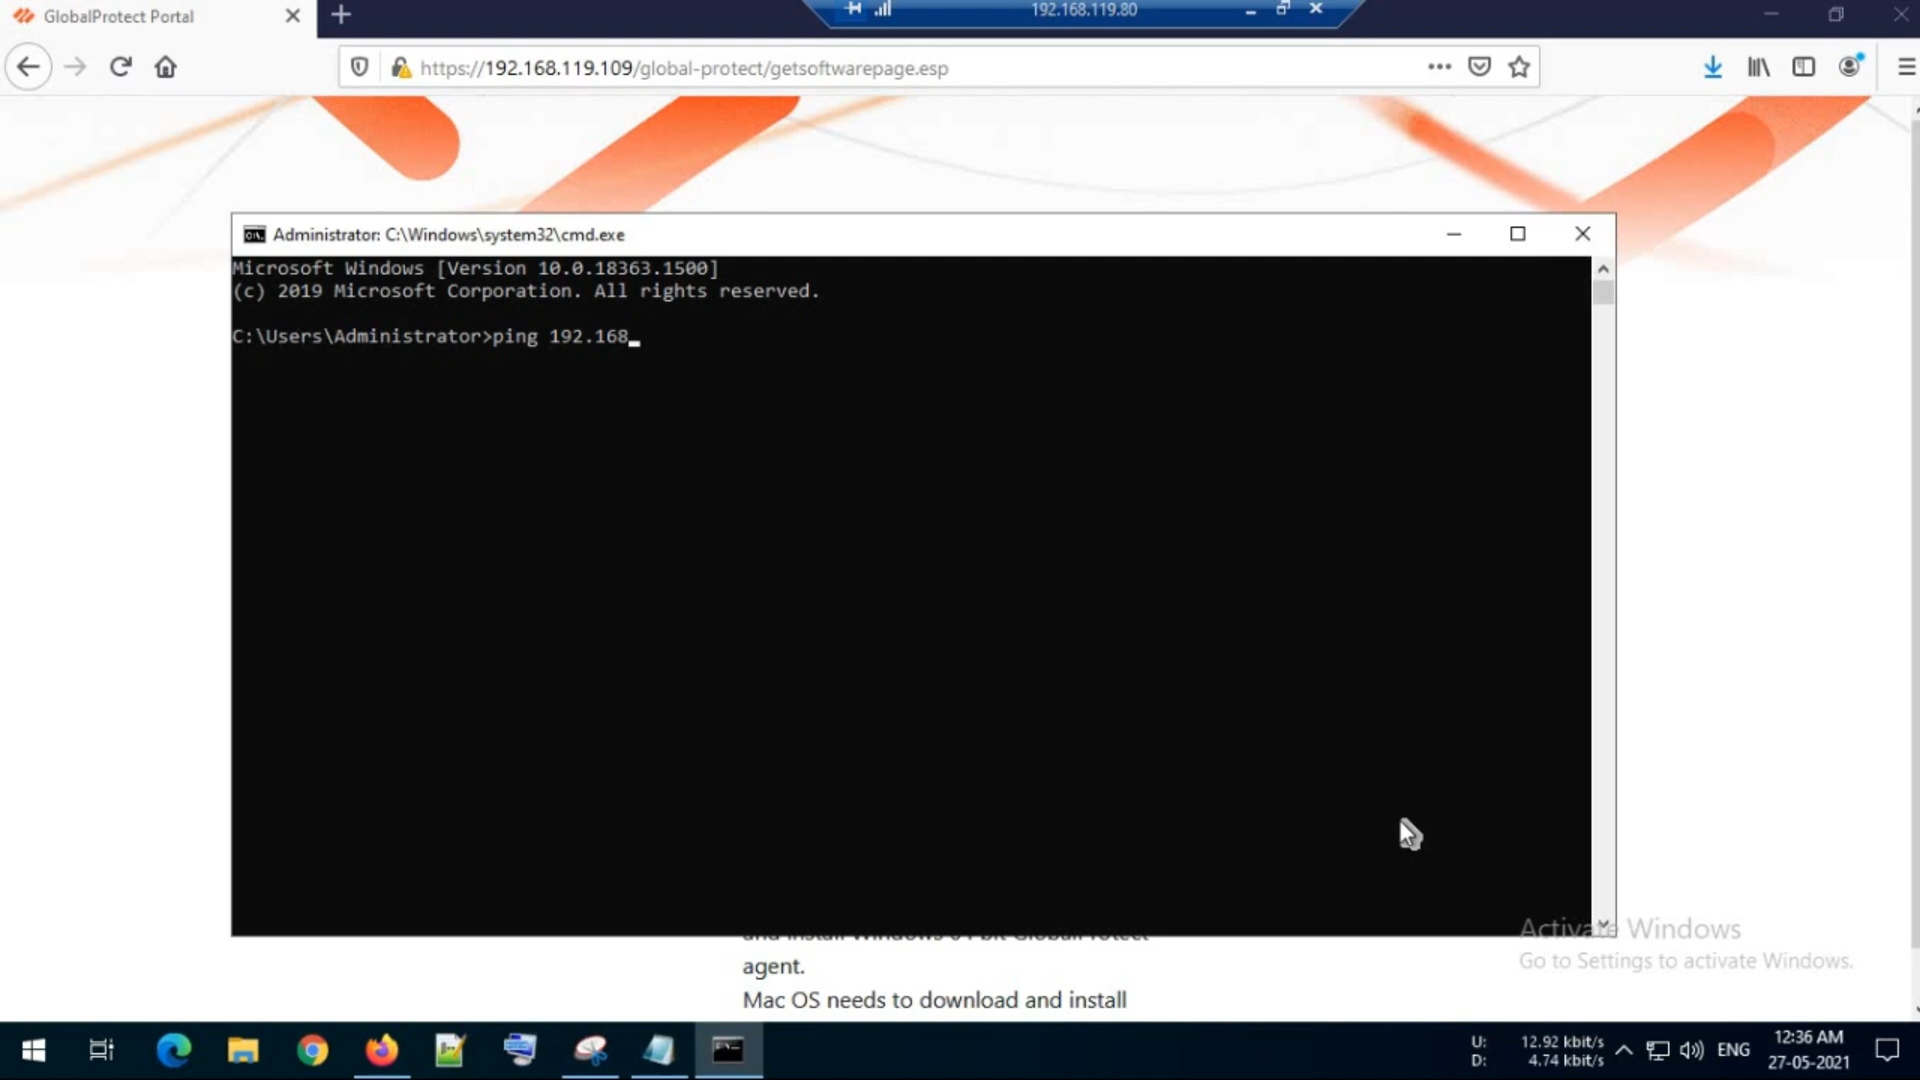 GlobalProtect Portal
192.168.119.80
https://192.168.119.109/global-protect/getsoftwarepage.esp
Administrator: C:\Windows\system32\cmd.exe
Microsoft Windows [Version 10.0.18363.1500]
(c) 2019 Microsoft Corporation. All rights reserved.
C:\Users\Administrator>ping 192.168_
and install Windows 64 bit GlobalProtect
agent.
Mac OS needs to download and install
Activate Windows
Go to Settings to activate Windows.
U: 12.92 kbit/s
D: 4.74 kbit/s
ENG
12:36 AM
27-05-2021